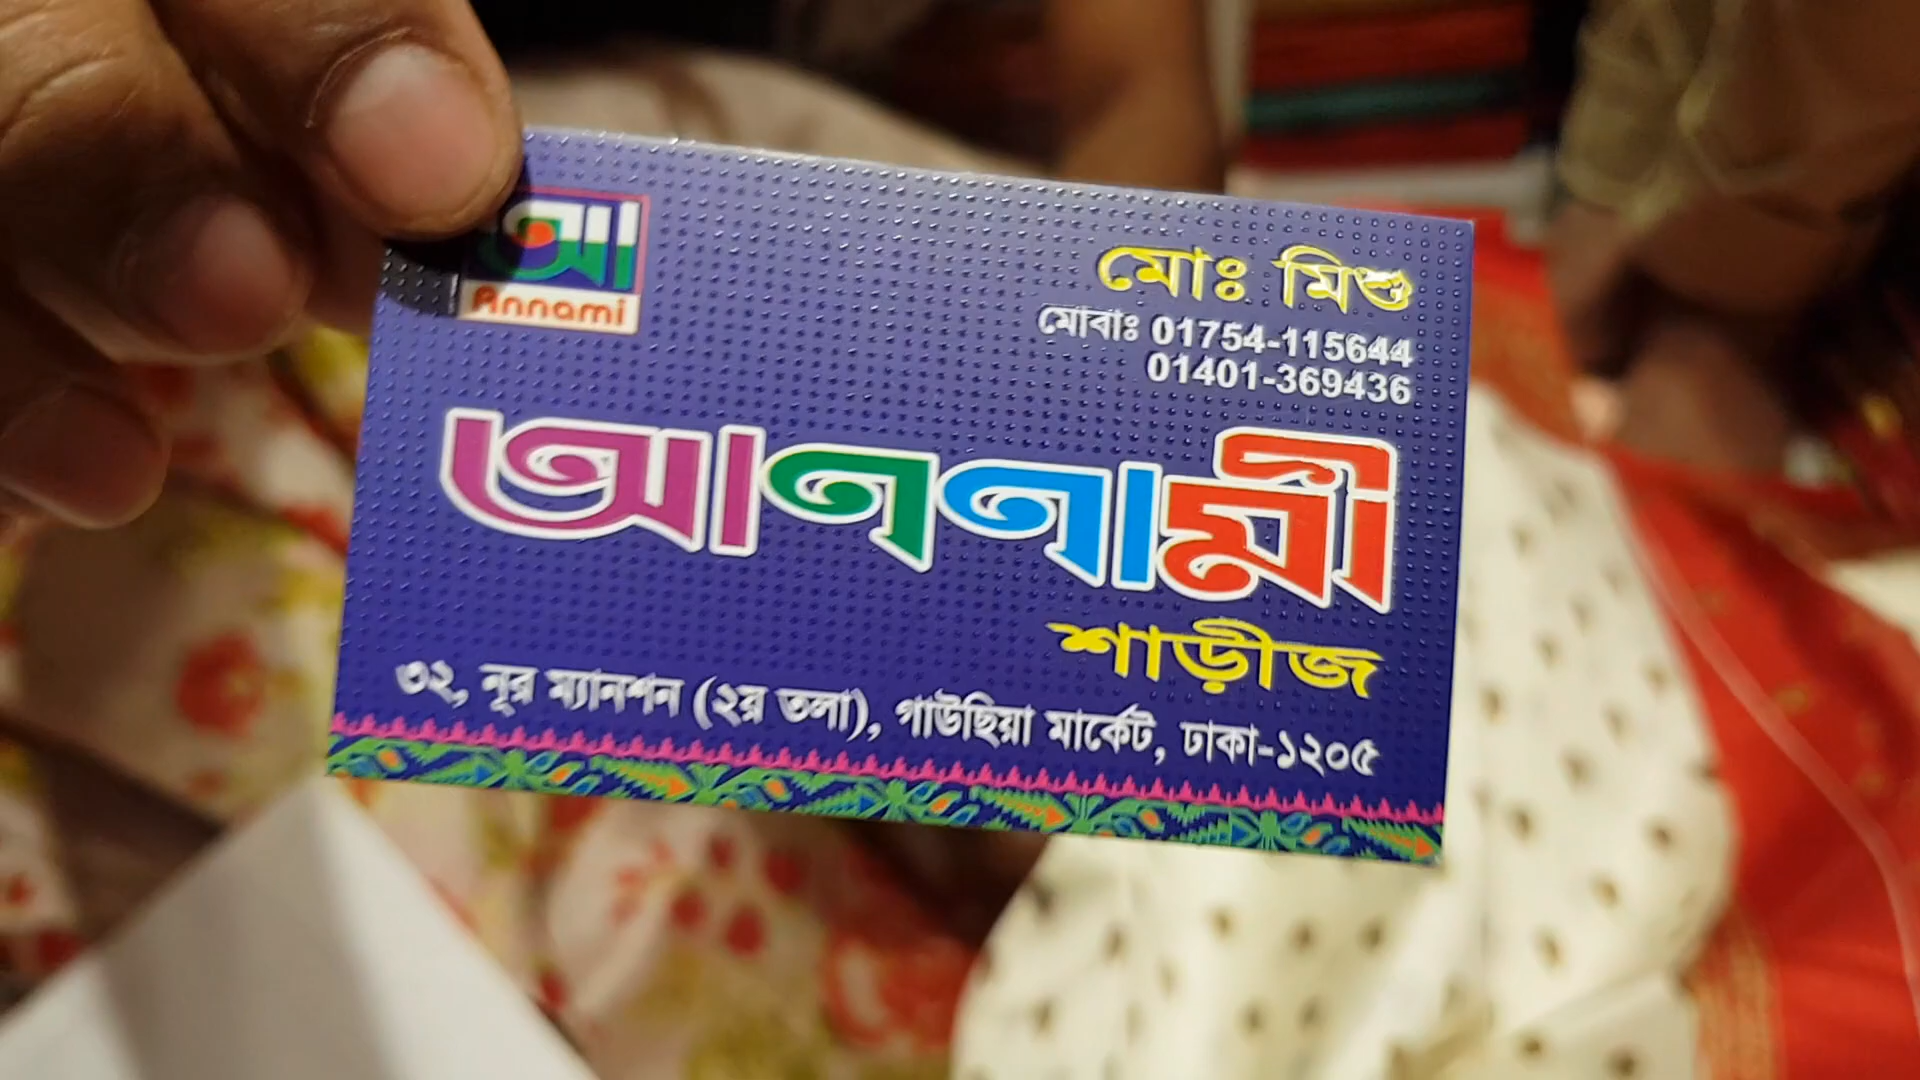 আ
Annami
মোঃ মিশু
মোবাঃ 01754-115644
01401-369436
আননামী
শাড়ীজ
৩২, নূর ম্যানশন (২য় তলা), গাউছিয়া মার্কেট, ঢাকা-১২০৫